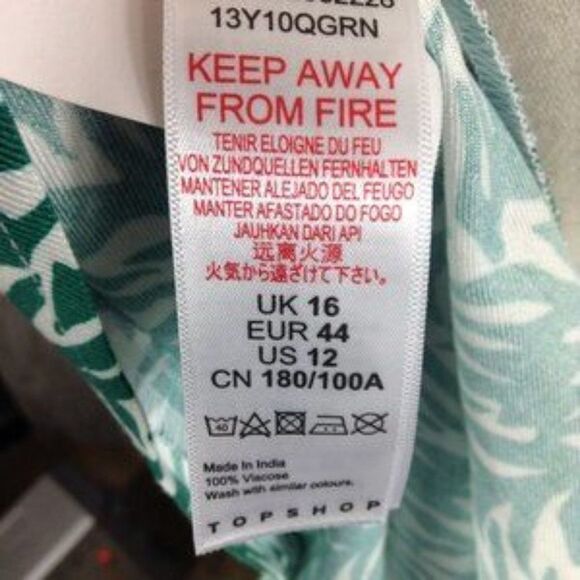 13Y10QGRN
KEEP AWAY
FROM FIRE
TENIR ELOIGNE DU FEU
VON ZUNDQUELLEN FERNHALTEN
MANTENER ALEJADO DEL FEUGO
MANTER AFASTADO DO FOGO
JAUHKAN DARI API
远离火源
火気から遠ざけて下さい。
UK 16
EUR 44
US 12
CN 180/100A
40
Made In India
100% Viscose
Wash with similar colours.
TOPSHOP